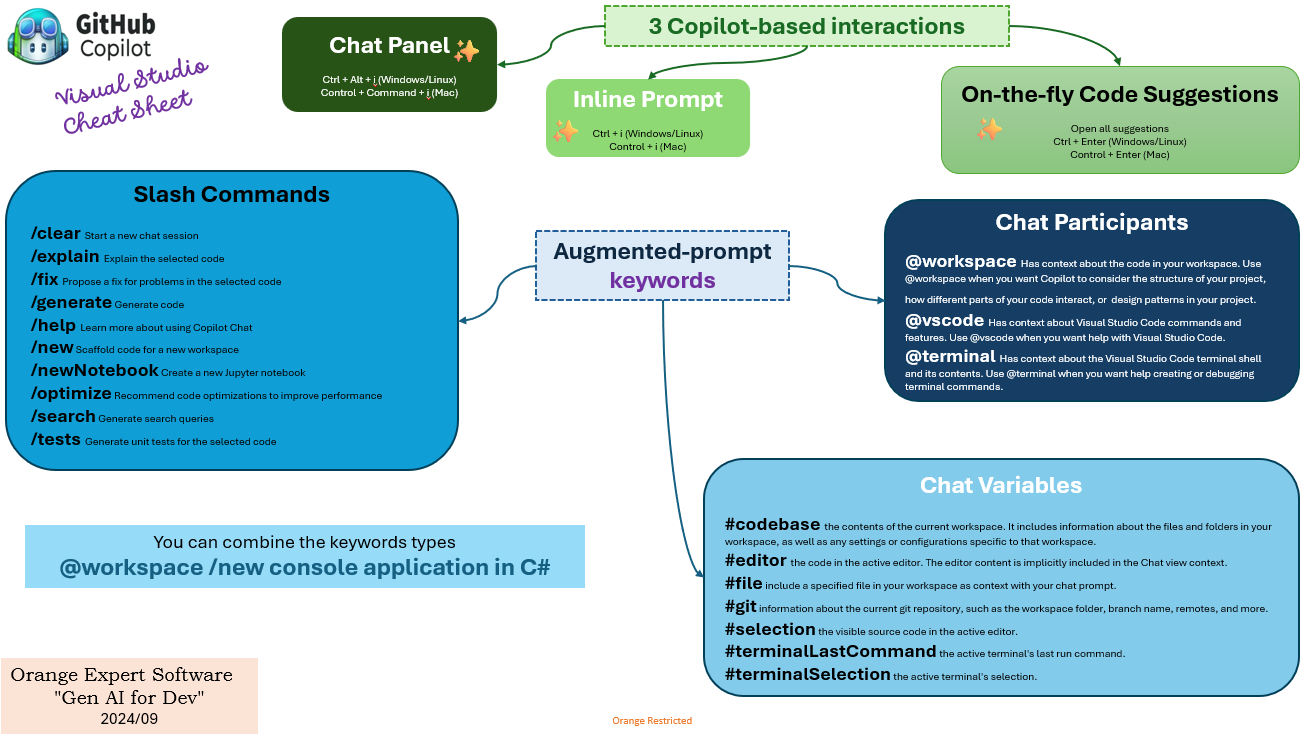 GitHub
Copilot
Visual Studio
Cheat Sheet
3 Copilot-based interactions
Chat Panel
Ctrl + Alt + i (Windows/Linux)
Control + Command + i (Mac)
Inline Prompt
Ctrl + i (Windows/Linux)
Control + i (Mac)
On-the-fly Code Suggestions
Open all suggestions
Ctrl + Enter (Windows/Linux)
Control + Enter (Mac)
Slash Commands
/clear Start a new chat session
/explain Explain the selected code
/fix Propose a fix for problems in the selected code
/generate Generate code
/help Learn more about using Copilot Chat
/new Scaffold code for a new workspace
/newNotebook Create a new Jupyter notebook
/optimize Recommend code optimizations to improve performance
/search Generate search queries
/tests Generate unit tests for the selected code
Augmented-prompt
keywords
Chat Participants
@workspace Has context about the code in your workspace. Use
@workspace when you want Copilot to consider the structure of your project,
how different parts of your code interact, or design patterns in your project.
@vscode Has context about Visual Studio Code commands and
features. Use @vscode when you want help with Visual Studio Code.
@terminal Has context about the Visual Studio Code terminal shell
and its contents. Use @terminal when you want help creating or debugging
terminal commands.
Chat Variables
#codebase the contents of the current workspace. It includes information about the files and folders in your
workspace, as well as any settings or configurations specific to that workspace.
#editor the code in the active editor. The editor content is implicitly included in the Chat view context.
#file include a specified file in your workspace as context with your chat prompt.
#git information about the current git repository, such as the workspace folder, branch name, remotes, and more.
#selection the visible source code in the active editor.
#terminalLastCommand the active terminal's last run command.
#terminalSelection the active terminal's selection.
You can combine the keywords types
@workspace /new console application in C#
Orange Expert Software
"Gen AI for Dev"
2024/09
Orange Restricted